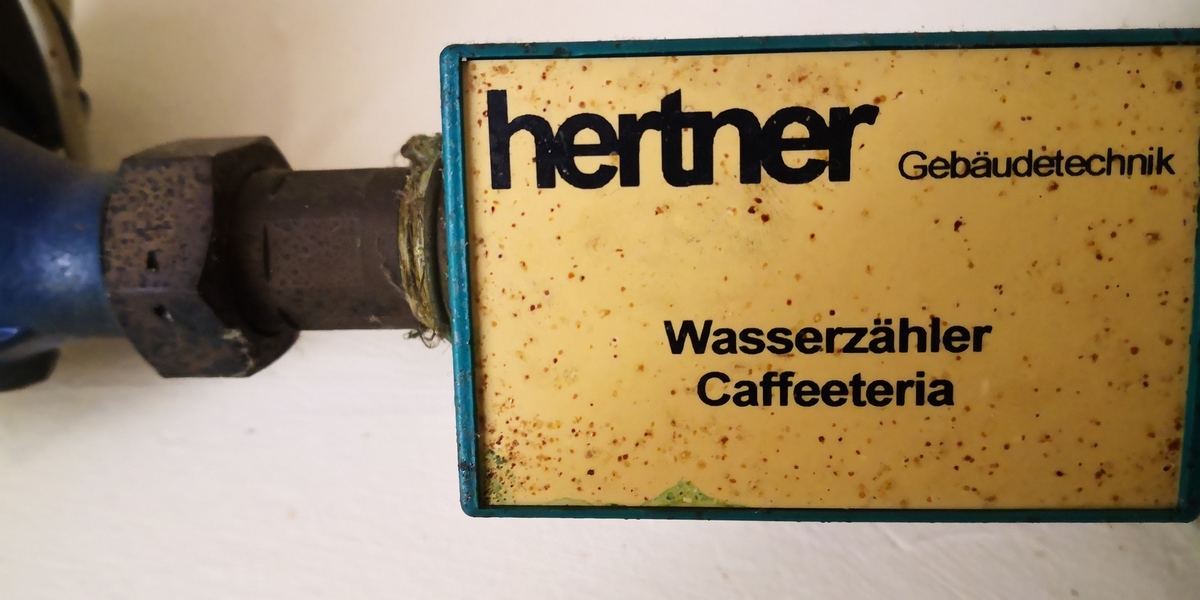 hertner Gebäudetechnik
Wasserzähler
Caffeeteria